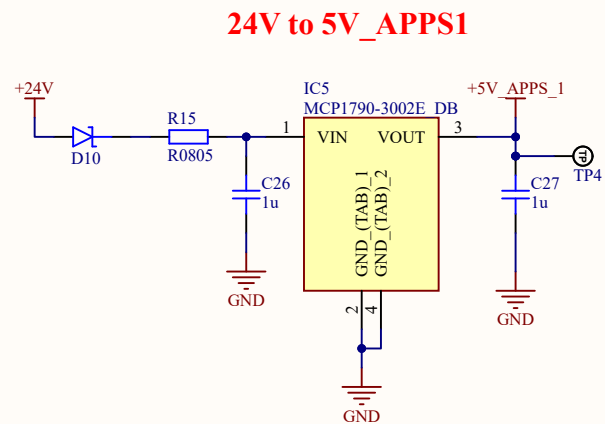 24V to 5V_APPS1
+24V
IC5
MCP1790-3002E_DB
+5V_APPS_1
R15
1
VIN
VOUT
3
D10
R0805
TP
TP4
C26
1u
GND_(TAB)_1
GND_(TAB)_2
C27
1u
GND
2
4
GND
GND